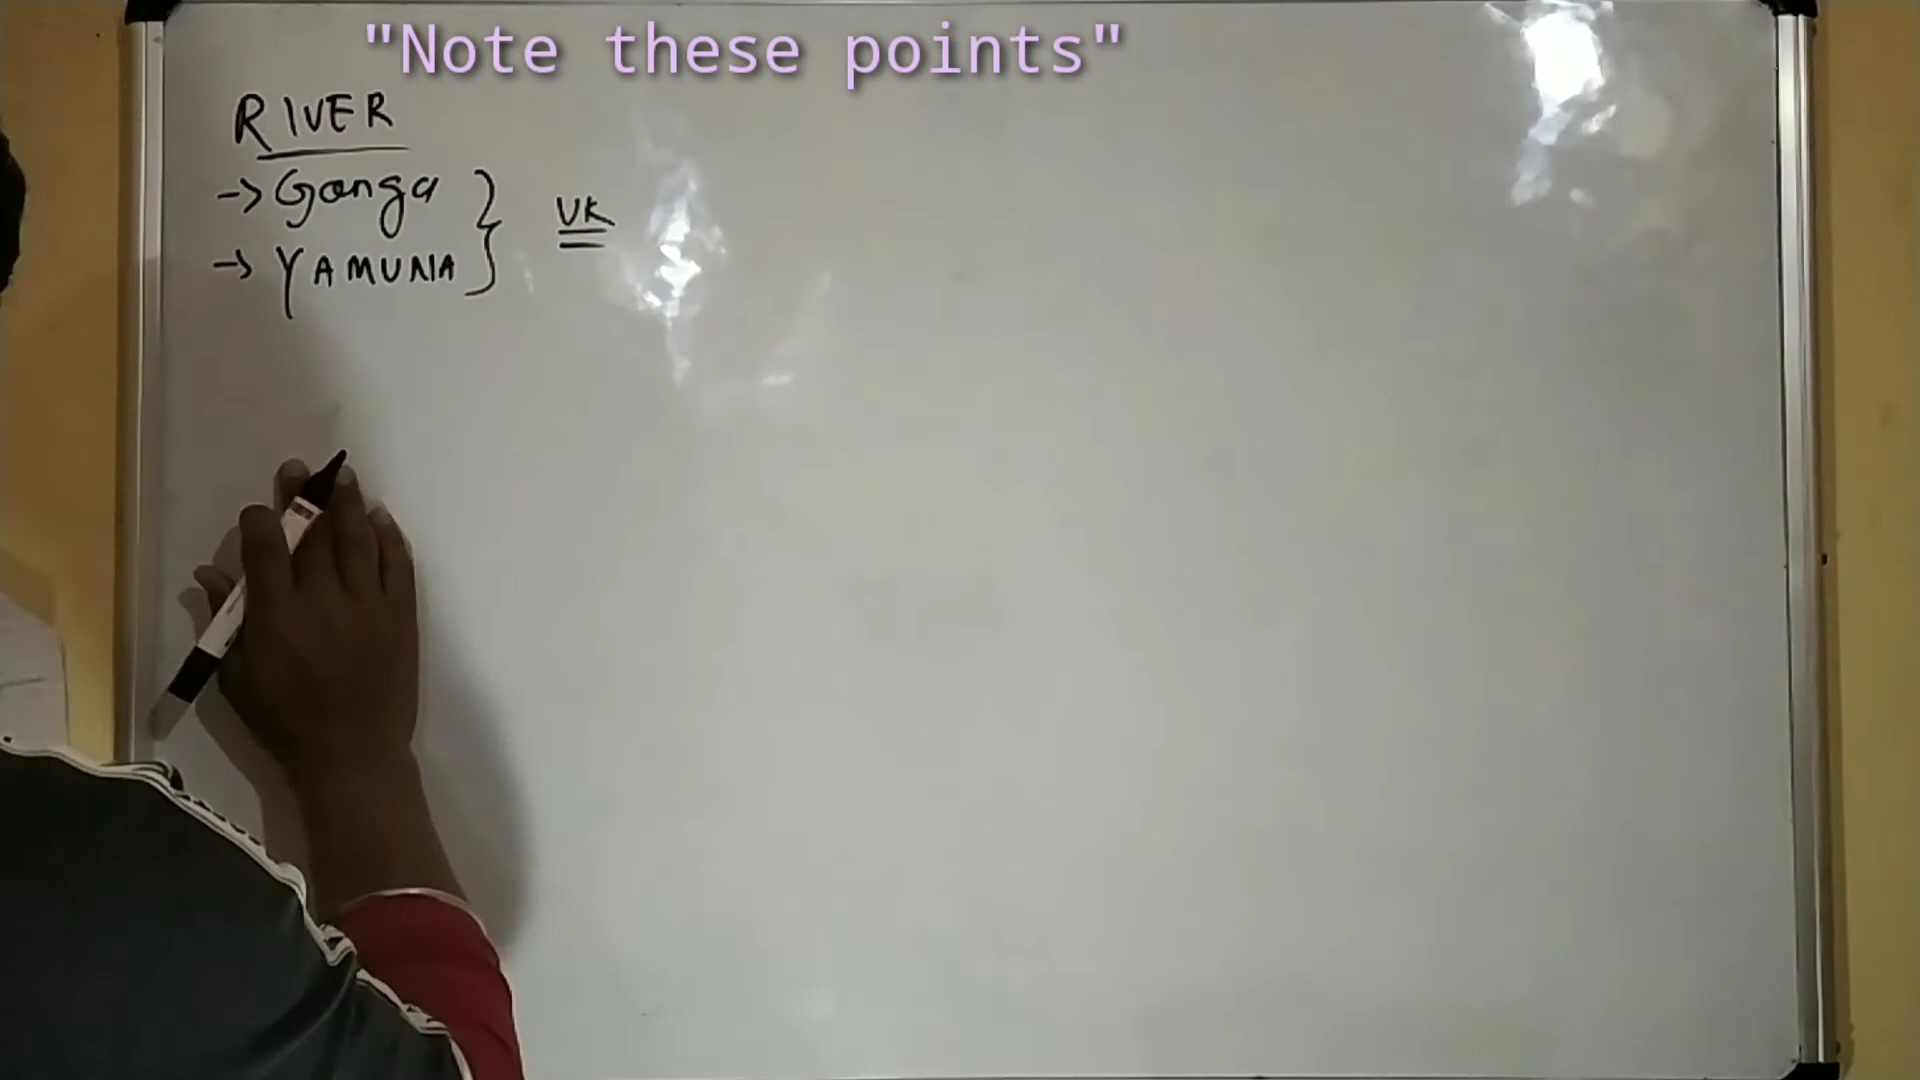 "Note these points"
RIVER
→ Ganga } UK
→ YAMUNA